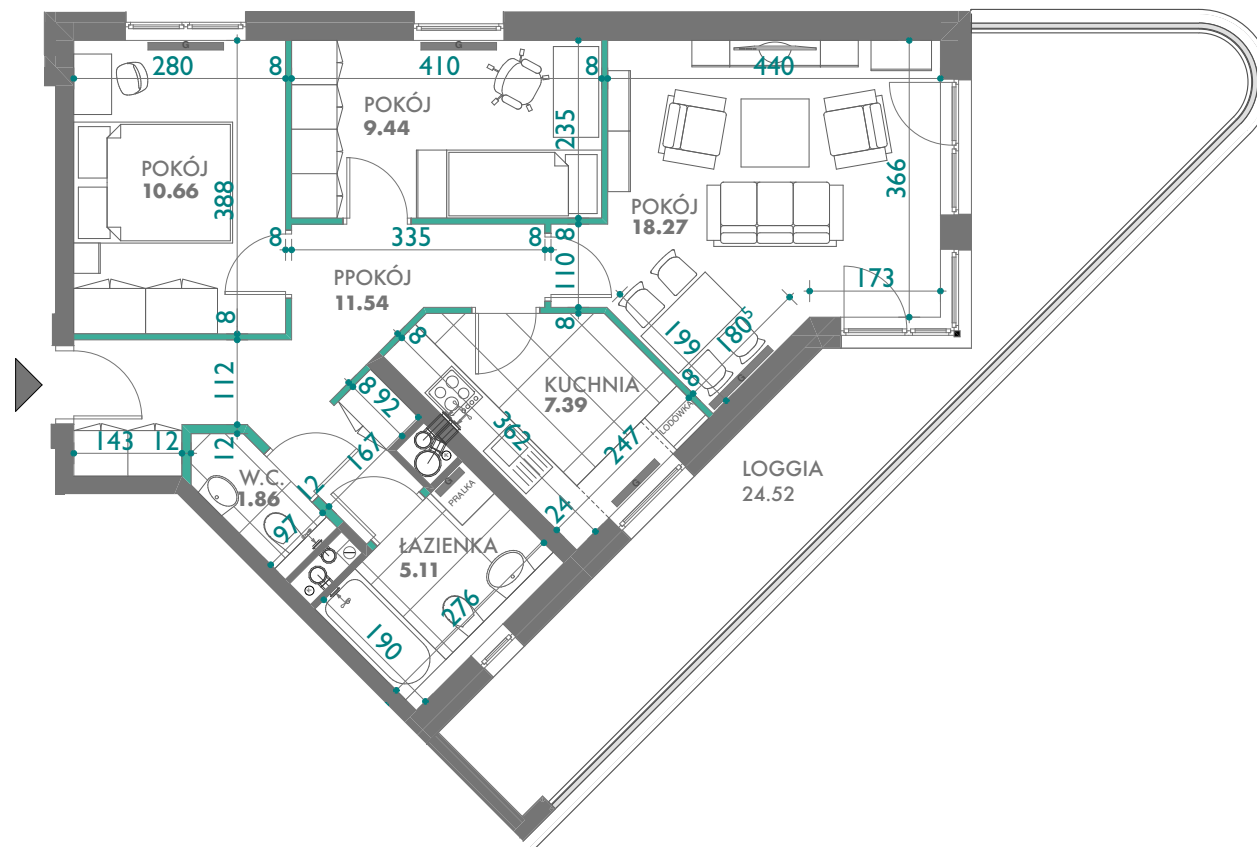 G
G
280
8
410
8
440
POKÓJ
9.44
235
POKÓJ
10.66
388
366
POKÓJ
18.27
8
335
8
8
110
PPOKÓJ
11.54
173
8
8
8
199
180⁵
112
8
92
KUCHNIA
7.39
8
G
LODÓWKA
143
12
12
167
362
247
W.C.
1.86
12
G
PRALKA
G
LOGGIA
24.52
97
24
ŁAZIENKA
5.11
276
190